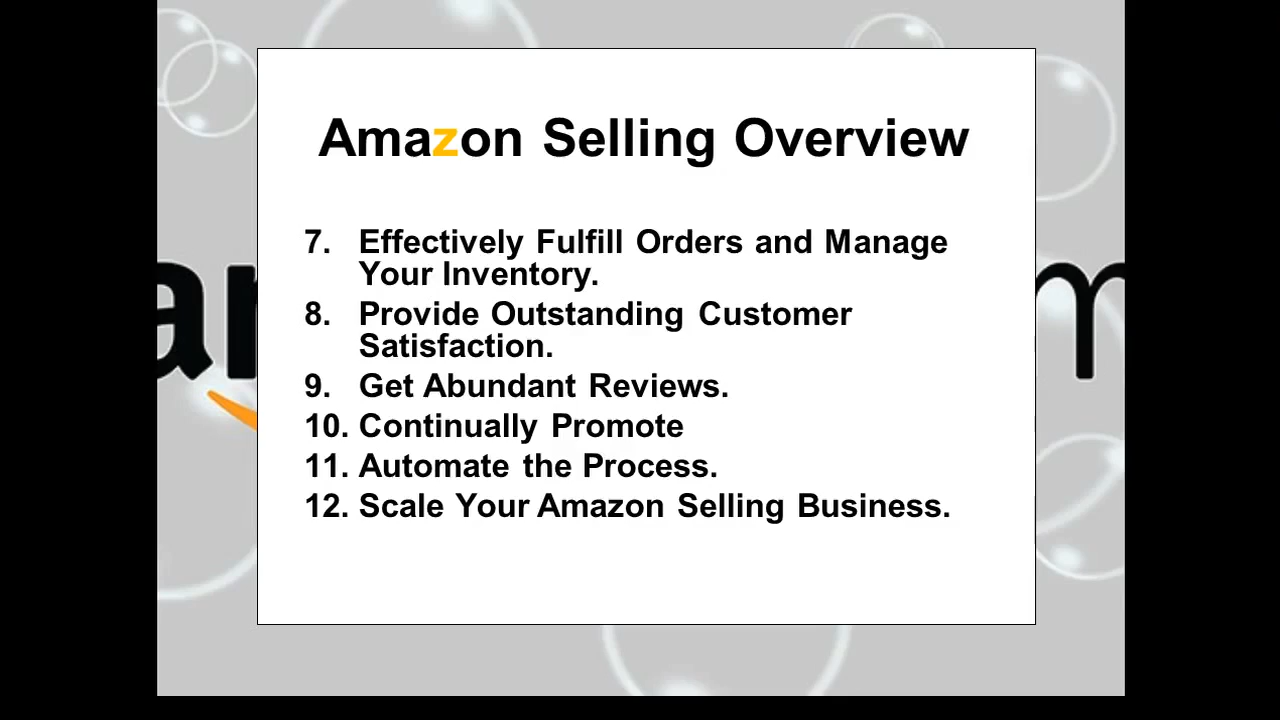 Amazon Selling Overview
7. Effectively Fulfill Orders and Manage
Your Inventory.
8. Provide Outstanding Customer
Satisfaction.
9. Get Abundant Reviews.
10. Continually Promote
11. Automate the Process.
12. Scale Your Amazon Selling Business.